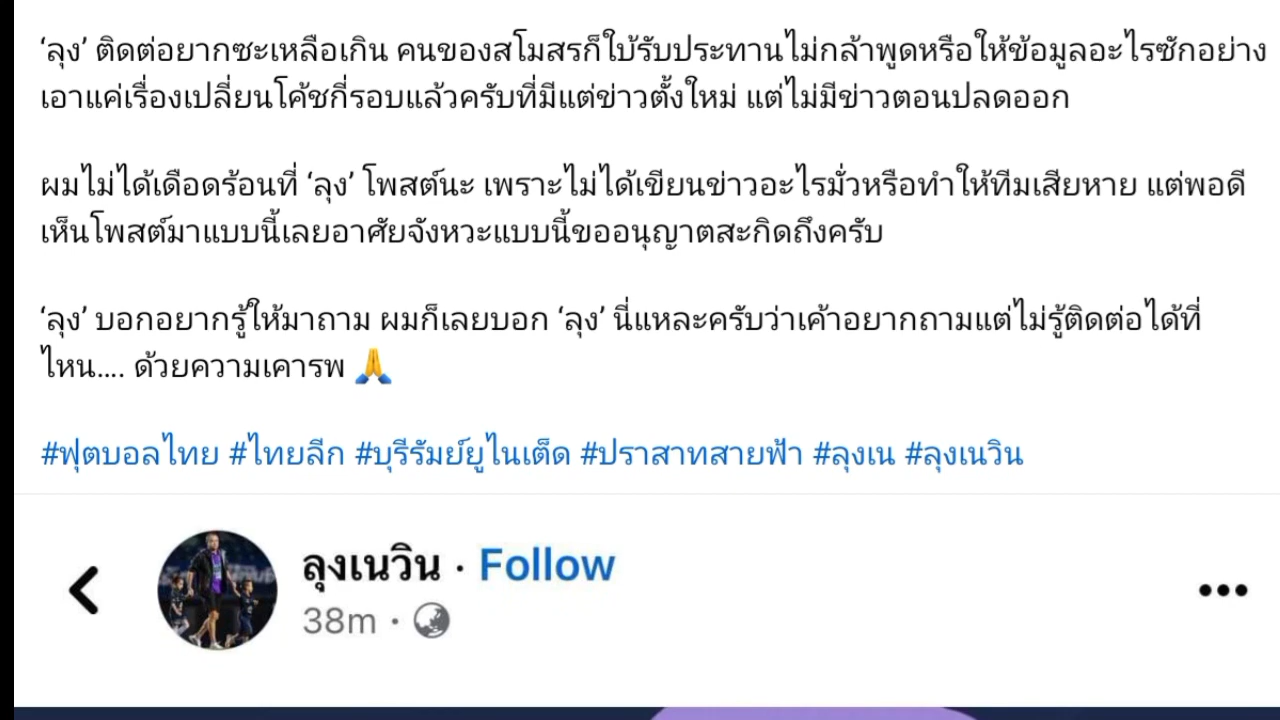 ‘ลุง’ ติดต่อยากซะเหลือเกิน คนของสโมสรก็ใบ้รับประทานไม่กล้าพูดหรือให้ข้อมูลอะไรซักอย่าง
เอาแค่เรื่องเปลี่ยนโค้ชกี่รอบแล้วครับที่มีแต่ข่าวตั้งใหม่ แต่ไม่มีข่าวตอนปลดออก
ผมไม่ได้เดือดร้อนที่ ‘ลุง’ โพสต์นะ เพราะไม่ได้เขียนข่าวอะไรมั่วหรือทำให้ทีมเสียหาย แต่พอดี
เห็นโพสต์มาแบบนี้เลยอาศัยจังหวะแบบนี้ขออนุญาตสะกิดถึงครับ
‘ลุง’ บอกอยากรู้ให้มาถาม ผมก็เลยบอก ‘ลุง’ นี่แหละครับว่าเค้าอยากถามแต่ไม่รู้ติดต่อได้ที่
ไหน.... ด้วยความเคารพ 🙏
#ฟุตบอลไทย #ไทยลีก #บุรีรัมย์ยูไนเต็ด #ปราสาทสายฟ้า #ลุงเน #ลุงเนวิน
ลุงเนวิน · Follow
38m ·